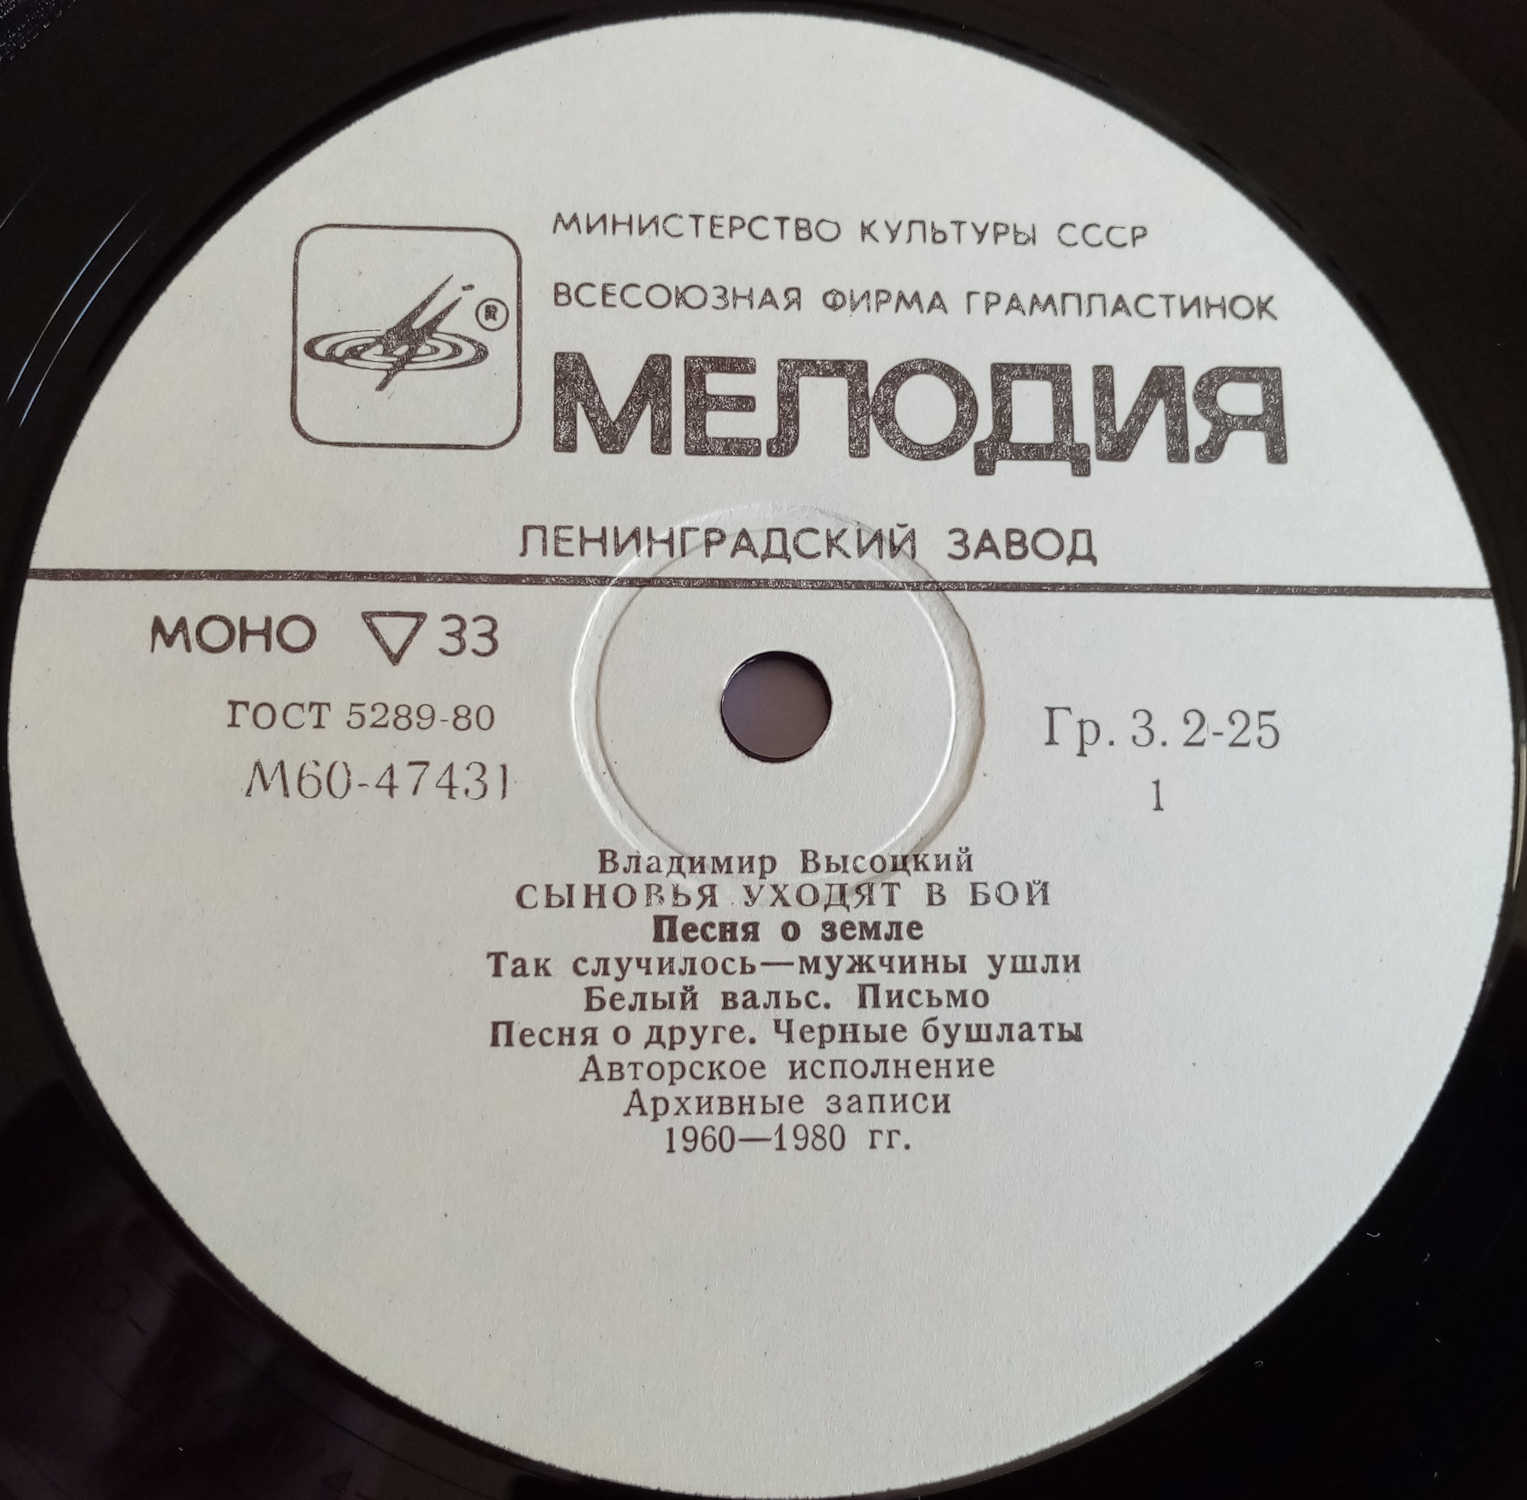 МИНИСТЕРСТВО КУЛЬТУРЫ СССР
ВСЕСОЮЗНАЯ ФИРМА ГРАМПЛАСТИНОК
®
МЕЛОДИЯ
ЛЕНИНГРАДСКИЙ ЗАВОД
МОНО ▽ 33
ГОСТ 5289-80
М60-47431
Гр. 3. 2-25
1
Владимир Высоцкий
СЫНОВЬЯ УХОДЯТ В БОЙ
Песня о земле
Так случилось—мужчины ушли
Белый вальс. Письмо
Песня о друге. Черные бушлаты
Авторское исполнение
Архивные записи
1960—1980 гг.